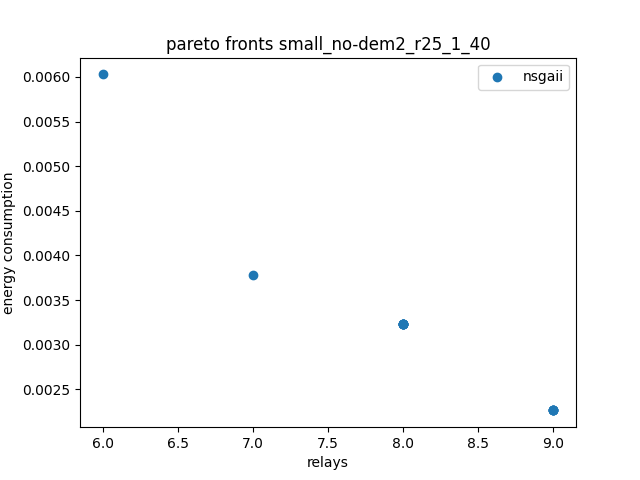 pareto fronts small_no-dem2_r25_1_40
nsgaii
energy consumption
0.0060
0.0055
0.0050
0.0045
0.0040
0.0035
0.0030
0.0025
6.0 6.5 7.0 7.5 8.0 8.5 9.0
relays